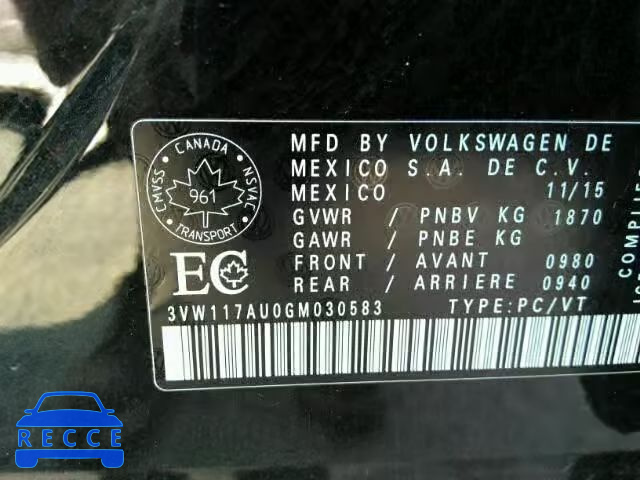 MFD BY VOLKSWAGEN DE
MEXICO S.A. DE C.V.
MEXICO 11/15
GVWR / PNBV KG 1870
GAWR / PNBE KG
FRONT / AVANT 0980
REAR / ARRIERE 0940
CANADA
CMVSS NSVAC
961
TRANSPORT
EC
3VW117AU0GM030583 TYPE:PC/VT
RECCE